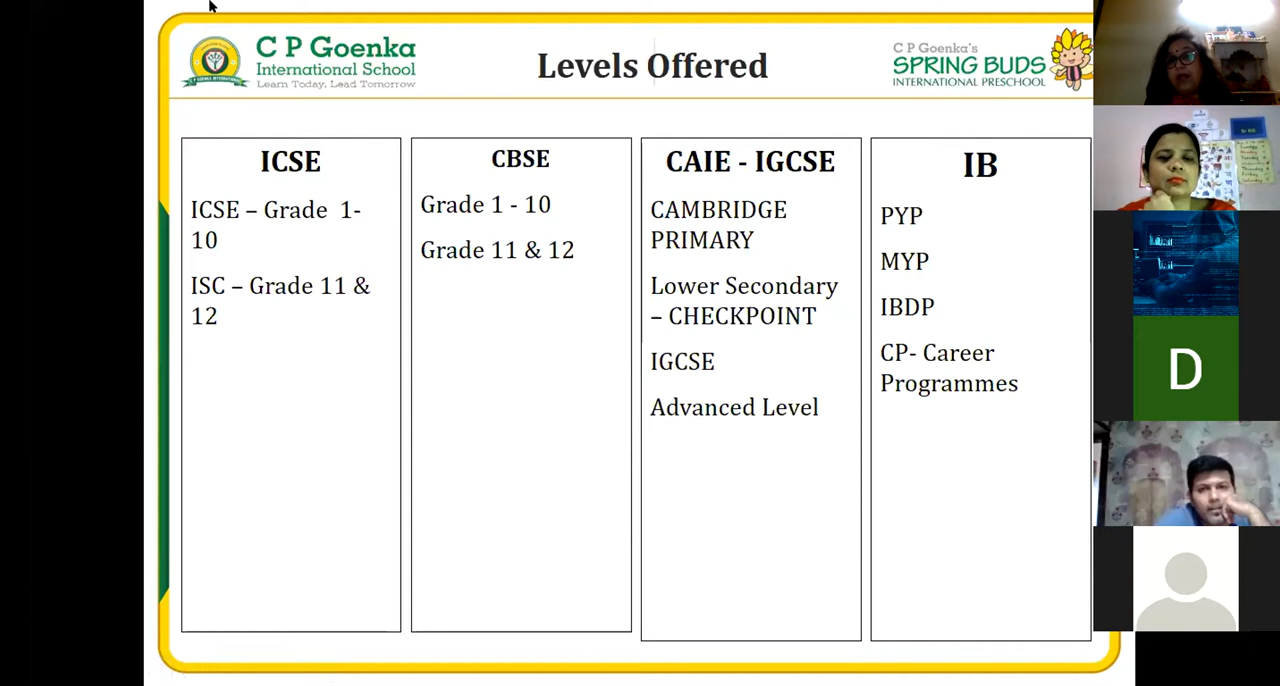 C P Goenka
International School
Learn Today, Lead Tomorrow
Levels Offered
C P Goenka's
SPRING BUDS
INTERNATIONAL PRESCHOOL
ICSE
ICSE – Grade 1-
10
ISC – Grade 11 &
12
CBSE
Grade 1 - 10
Grade 11 & 12
CAIE - IGCSE
CAMBRIDGE
PRIMARY
Lower Secondary
– CHECKPOINT
IGCSE
Advanced Level
IB
PYP
MYP
IBDP
CP- Career
Programmes
D